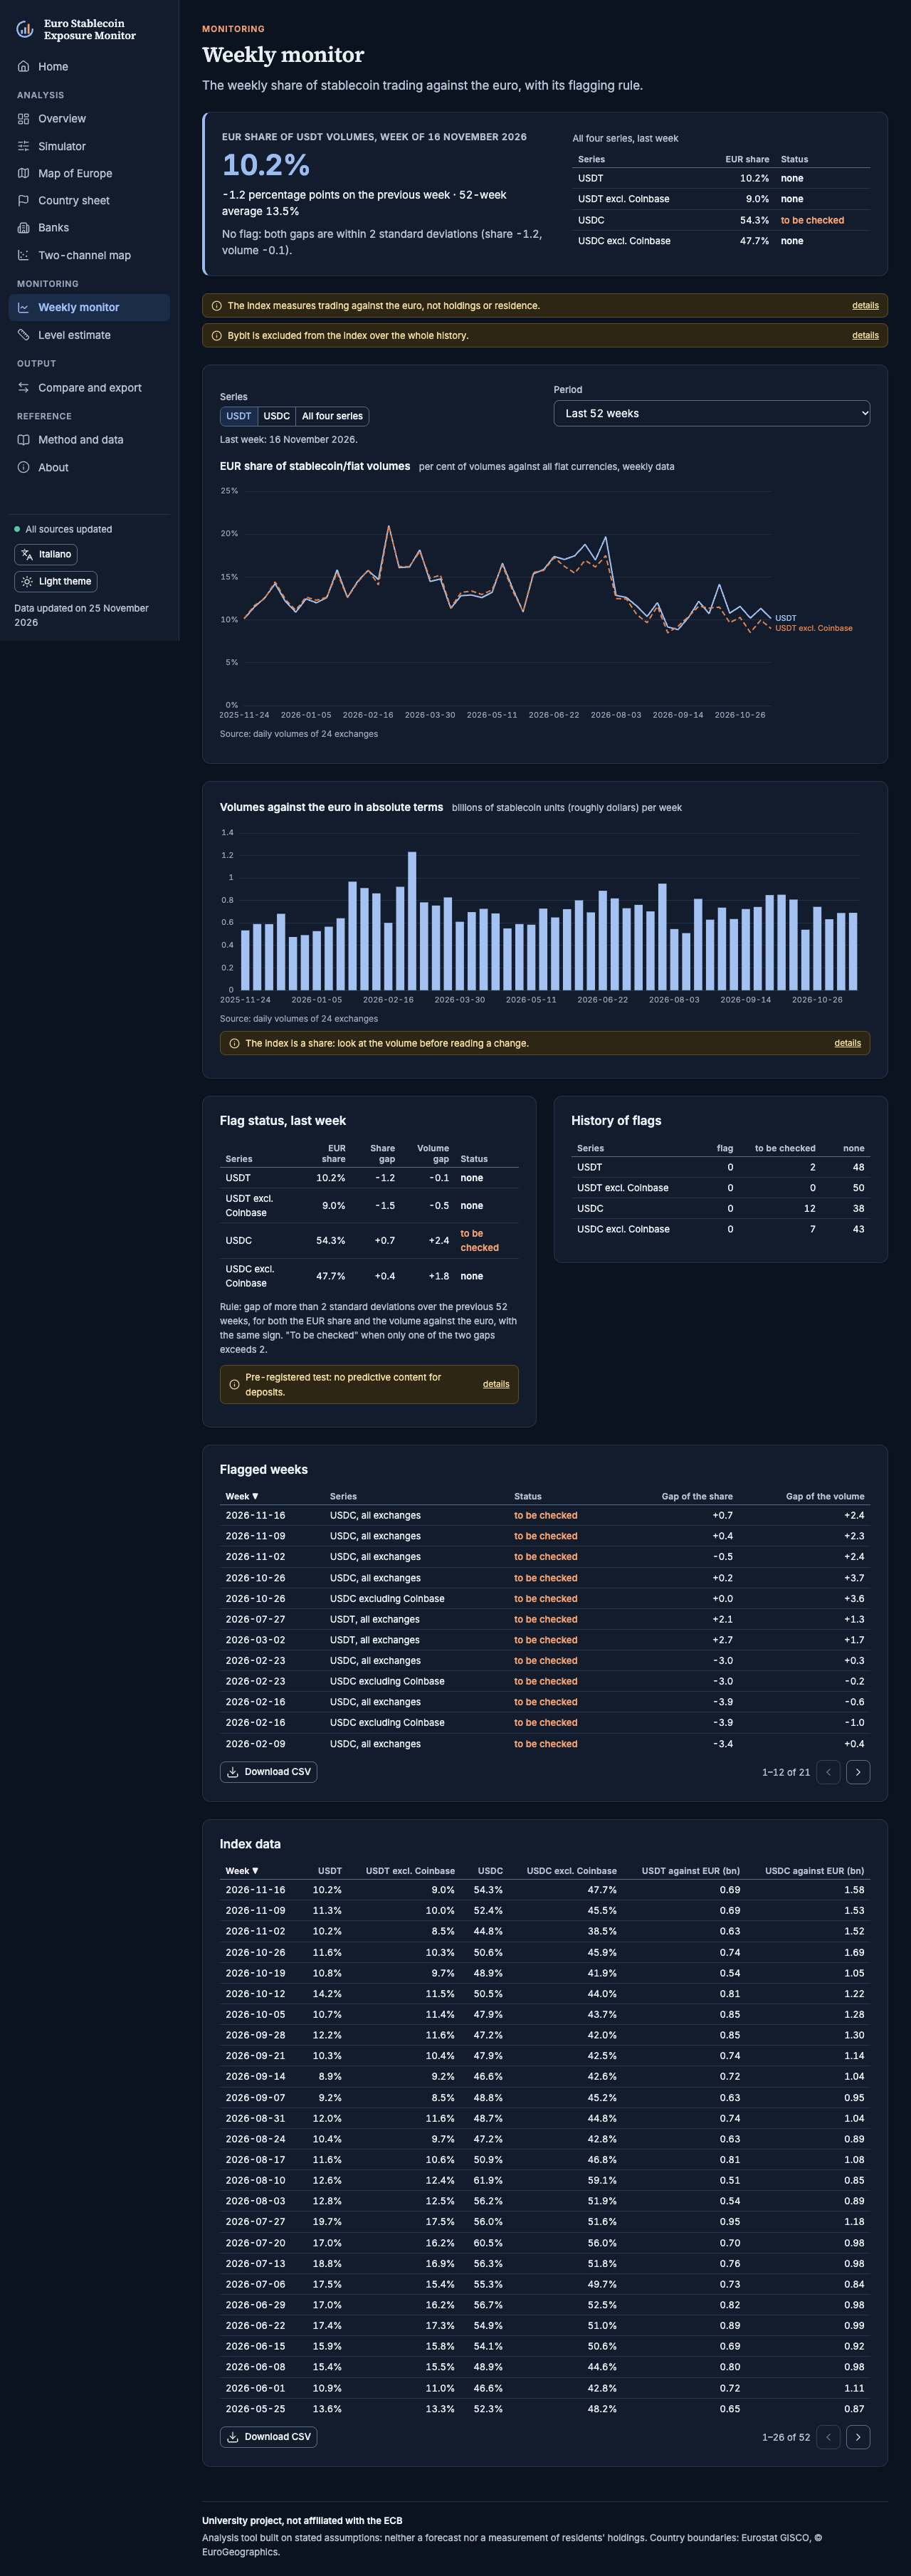 Euro Stablecoin
Exposure Monitor
Home
ANALYSIS
Overview
Simulator
Map of Europe
Country sheet
Banks
Two-channel map
MONITORING
Weekly monitor
Level estimate
OUTPUT
Compare and export
REFERENCE
Method and data
About
All sources updated
Italiano
Light theme
Data updated on 25 November
2026
MONITORING
Weekly monitor
The weekly share of stablecoin trading against the euro, with its flagging rule.
EUR SHARE OF USDT VOLUMES, WEEK OF 16 NOVEMBER 2026
10.2%
-1.2 percentage points on the previous week · 52-week
average 13.5%
No flag: both gaps are within 2 standard deviations (share -1.2,
volume -0.1).
All four series, last week
Series EUR share Status
USDT 10.2% none
USDT excl. Coinbase 9.0% none
USDC 54.3% to be checked
USDC excl. Coinbase 47.7% none
The index measures trading against the euro, not holdings or residence. details
Bybit is excluded from the index over the whole history. details
Series
USDT USDC All four series
Last week: 16 November 2026.
Period
Last 52 weeks
EUR share of stablecoin/fiat volumes per cent of volumes against all fiat currencies, weekly data
25%
20%
15%
10%
5%
0%
USDT
USDT excl. Coinbase
2025-11-24 2026-01-05 2026-02-16 2026-03-30 2026-05-11 2026-06-22 2026-08-03 2026-09-14 2026-10-26
Source: daily volumes of 24 exchanges
Volumes against the euro in absolute terms billions of stablecoin units (roughly dollars) per week
1.4
1.2
1
0.8
0.6
0.4
0.2
0
2025-11-24 2026-01-05 2026-02-16 2026-03-30 2026-05-11 2026-06-22 2026-08-03 2026-09-14 2026-10-26
Source: daily volumes of 24 exchanges
The index is a share: look at the volume before reading a change. details
Flag status, last week
Series EUR share Share gap Volume gap Status
USDT 10.2% -1.2 -0.1 none
USDT excl. Coinbase 9.0% -1.5 -0.5 none
USDC 54.3% +0.7 +2.4 to be checked
USDC excl. Coinbase 47.7% +0.4 +1.8 none
Rule: gap of more than 2 standard deviations over the previous 52
weeks, for both the EUR share and the volume against the euro, with
the same sign. "To be checked" when only one of the two gaps
exceeds 2.
Pre-registered test: no predictive content for
deposits. details
History of flags
Series flag to be checked none
USDT 0 2 48
USDT excl. Coinbase 0 0 50
USDC 0 12 38
USDC excl. Coinbase 0 7 43
Flagged weeks
Week ▼ Series Status Gap of the share Gap of the volume
2026-11-16 USDC, all exchanges to be checked +0.7 +2.4
2026-11-09 USDC, all exchanges to be checked +0.4 +2.3
2026-11-02 USDC, all exchanges to be checked -0.5 +2.4
2026-10-26 USDC, all exchanges to be checked +0.2 +3.7
2026-10-26 USDC excluding Coinbase to be checked +0.0 +3.6
2026-07-27 USDT, all exchanges to be checked +2.1 +1.3
2026-03-02 USDT, all exchanges to be checked +2.7 +1.7
2026-02-23 USDC, all exchanges to be checked -3.0 +0.3
2026-02-23 USDC excluding Coinbase to be checked -3.0 -0.2
2026-02-16 USDC, all exchanges to be checked -3.9 -0.6
2026-02-16 USDC excluding Coinbase to be checked -3.9 -1.0
2026-02-09 USDC, all exchanges to be checked -3.4 +0.4
Download CSV 1–12 of 21
Index data
Week ▼ USDT USDT excl. Coinbase USDC USDC excl. Coinbase USDT against EUR (bn) USDC against EUR (bn)
2026-11-16 10.2% 9.0% 54.3% 47.7% 0.69 1.58
2026-11-09 11.3% 10.0% 52.4% 45.5% 0.69 1.53
2026-11-02 10.2% 8.5% 44.8% 38.5% 0.63 1.52
2026-10-26 11.6% 10.3% 50.6% 45.9% 0.74 1.69
2026-10-19 10.8% 9.7% 48.9% 41.9% 0.54 1.05
2026-10-12 14.2% 11.5% 50.5% 44.0% 0.81 1.22
2026-10-05 10.7% 11.4% 47.9% 43.7% 0.85 1.28
2026-09-28 12.2% 11.6% 47.2% 42.0% 0.85 1.30
2026-09-21 10.3% 10.4% 47.9% 42.5% 0.74 1.14
2026-09-14 8.9% 9.2% 46.6% 42.6% 0.72 1.04
2026-09-07 9.2% 8.5% 48.8% 45.2% 0.63 0.95
2026-08-31 12.0% 11.6% 48.7% 44.8% 0.74 1.04
2026-08-24 10.4% 9.7% 47.2% 42.8% 0.63 0.89
2026-08-17 11.6% 10.6% 50.9% 46.8% 0.81 1.08
2026-08-10 12.6% 12.4% 61.9% 59.1% 0.51 0.85
2026-08-03 12.8% 12.5% 56.2% 51.9% 0.54 0.89
2026-07-27 19.7% 17.5% 56.0% 51.6% 0.95 1.18
2026-07-20 17.0% 16.2% 60.5% 56.0% 0.70 0.98
2026-07-13 18.8% 16.9% 56.3% 51.8% 0.76 0.98
2026-07-06 17.5% 15.4% 55.3% 49.7% 0.73 0.84
2026-06-29 17.0% 16.2% 56.7% 52.5% 0.82 0.98
2026-06-22 17.4% 17.3% 54.9% 51.0% 0.89 0.99
2026-06-15 15.9% 15.8% 54.1% 50.6% 0.69 0.92
2026-06-08 15.4% 15.5% 48.9% 44.6% 0.80 0.98
2026-06-01 10.9% 11.0% 46.6% 42.8% 0.72 1.11
2026-05-25 13.6% 13.3% 52.3% 48.2% 0.65 0.87
Download CSV 1–26 of 52
University project, not affiliated with the ECB
Analysis tool built on stated assumptions: neither a forecast nor a measurement of residents' holdings. Country boundaries: Eurostat GISCO, ©
EuroGeographics.